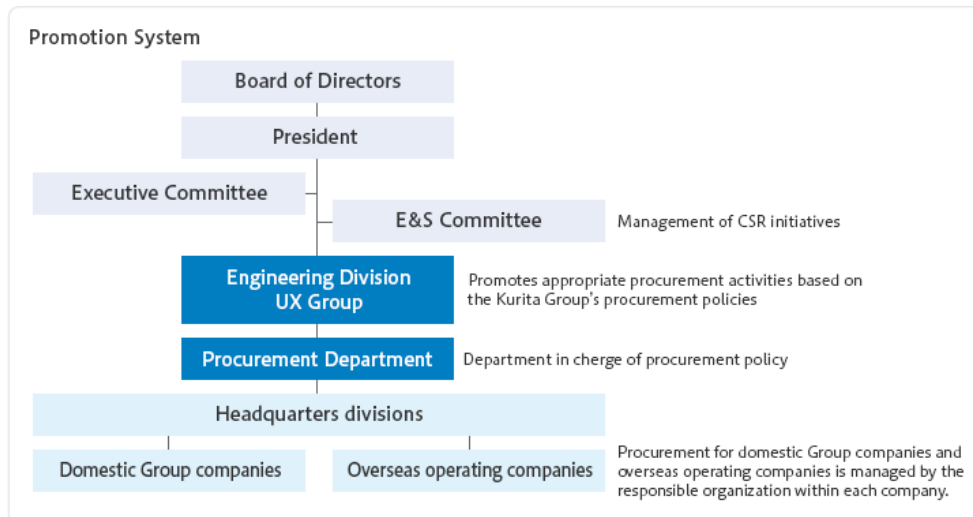 Promotion System
Board of Directors
President
Executive Committee
E&S Committee
Management of CSR initiatives
Engineering Division
UX Group
Promotes appropriate procurement activities based on
the Kurita Group's procurement policies
Procurement Department
Department in cherge of procurement policy
Headquarters divisions
Domestic Group companies
Overseas operating companies
Procurement for domestic Group companies and
overseas operating companies is managed by the
responsible organization within each company.